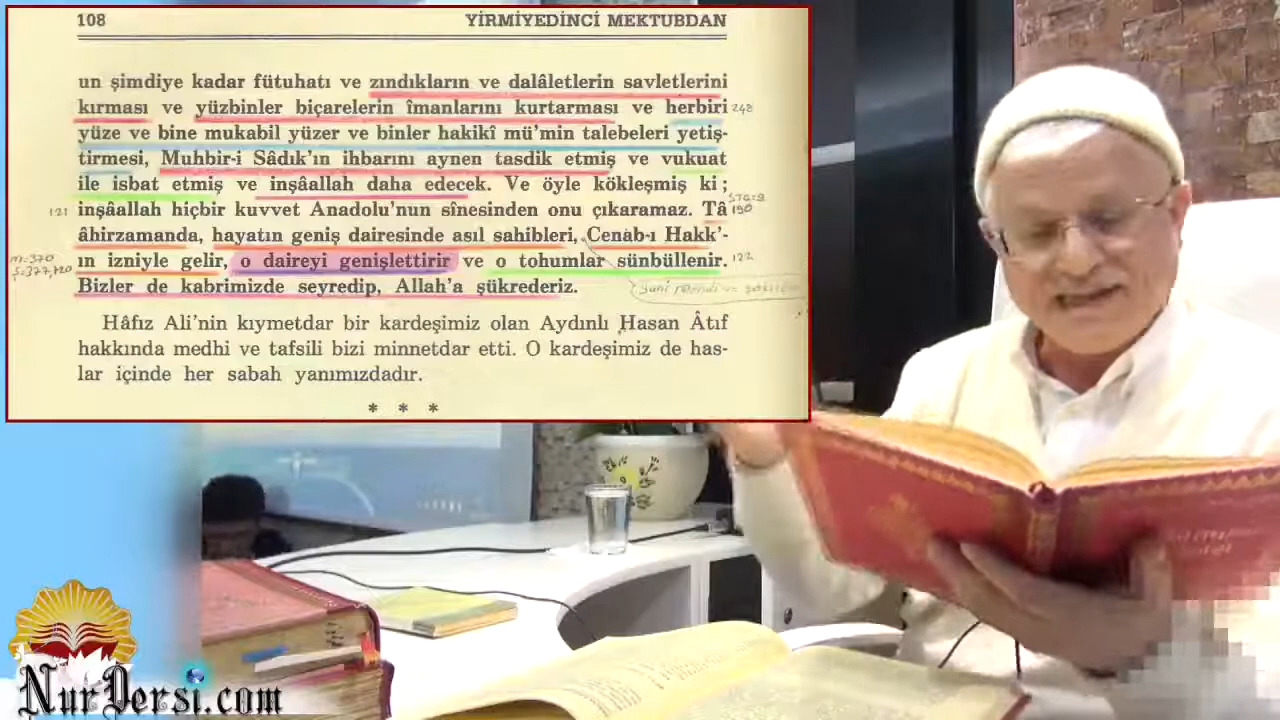 108 YİRMİYEDİNCİ MEKTUBDAN
un şimdiye kadar fütuhatı ve zındıkların ve dalâletlerin savletlerini
kırması ve yüzbinler biçarelerin îmanlarını kurtarması ve herbiri 248
yüze ve bine mukabil yüzer ve binler hakikî mü'min talebeleri yetiş-
tirmesi, Muhbir-i Sâdık'ın ihbarını aynen tasdik etmiş ve vukuat
ile isbat etmiş ve inşâallah daha edecek. Ve öyle kökleşmiş ki;
121 inşâallah hiçbir kuvvet Anadolu'nun sînesinden onu çıkaramaz. Tâ 190
âhirzamanda, hayatın geniş dairesinde asıl sahibleri, Cenab-ı Hakk'-
ın izniyle gelir, o daireyi genişlettirir ve o tohumlar sünbüllenir. 122
Bizler de kabrimizde seyredip, Allah'a şükrederiz.
Hâfız Ali'nin kıymetdar bir kardeşimiz olan Aydınlı Hasan Âtıf
hakkında medhi ve tafsili bizi minnetdar etti. O kardeşimiz de has-
lar içinde her sabah yanımızdadır.
* * *
NurDersi.com